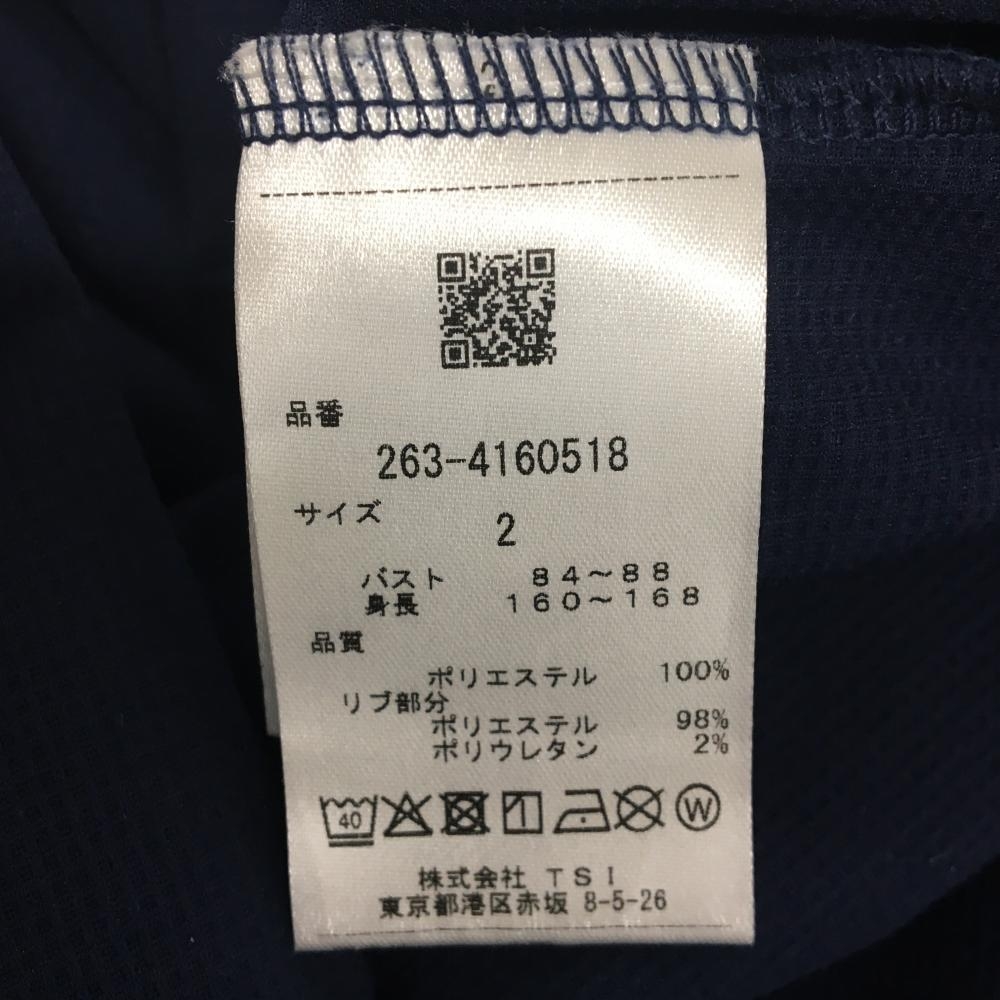 品番
263-4160518
サイズ 2
バスト 84～88
身長 160～168
品質
ポリエステル 100%
リブ部分
ポリエステル 98%
ポリウレタン 2%
40 W
株式会社 TSI
東京都港区赤坂 8-5-26